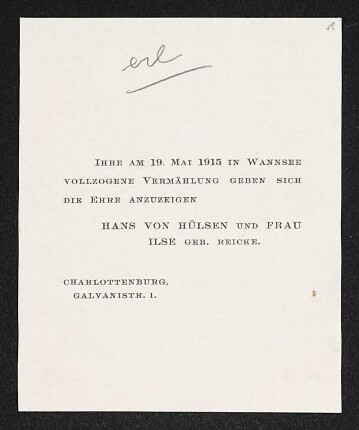 erl
Ihre am 19. Mai 1915 in Wannsee
vollzogene Vermählung geben sich
die Ehre anzuzeigen
HANS VON HÜLSEN und FRAU
ILSE geb. REICKE.
Charlottenburg,
Galvanistr. 1.